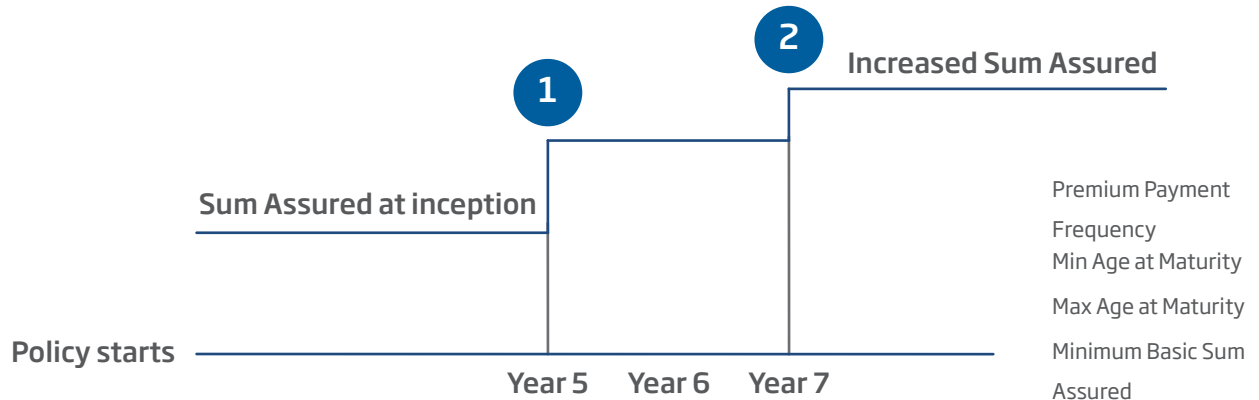 2
Increased Sum Assured
1
Sum Assured at inception
Policy starts
Year 5 Year 6 Year 7
Premium Payment
Frequency
Min Age at Maturity
Max Age at Maturity
Minimum Basic Sum
Assured